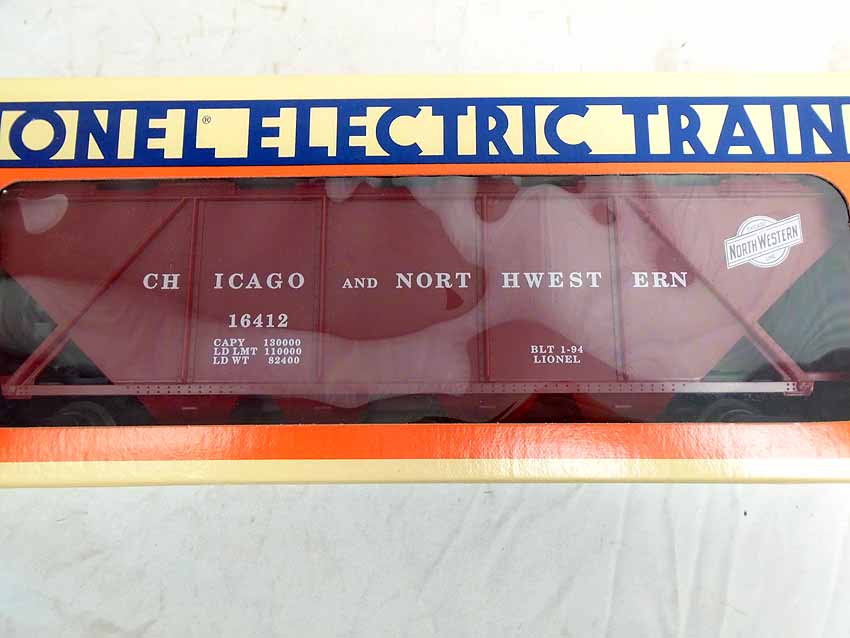 IONEL® ELECTRIC TRAIN
CH ICAGO AND NORT HWEST ERN
NORTH WESTERN
16412
CAPY 130000
LD LMT 110000
LD WT 82400
BLT 1-94
LIONEL